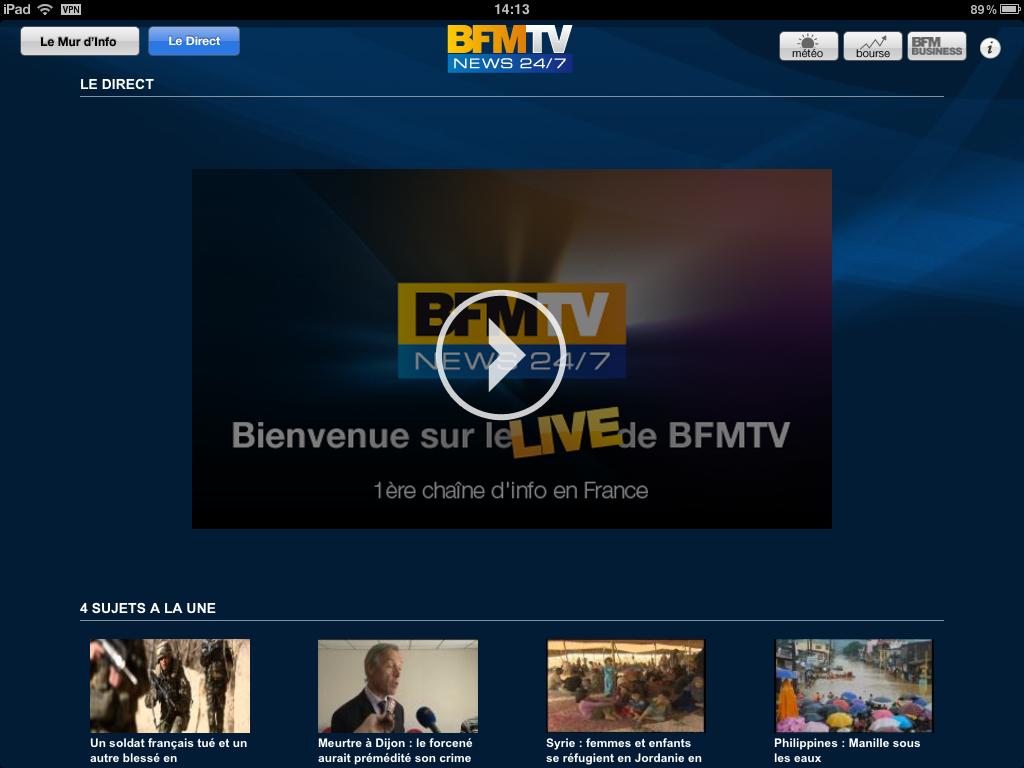 iPad VPN 14:13 89 %
Le Mur d'Info Le Direct BFMTV météo bourse BFM BUSINESS i
NEWS 24/7
LE DIRECT
BFMTV
NEWS 24/7
Bienvenue sur le LIVE de BFMTV
1ère chaîne d'info en France
4 SUJETS A LA UNE
Un soldat français tué et un
autre blessé en
Meurtre à Dijon : le forcené
aurait prémédité son crime
Syrie : femmes et enfants
se réfugient en Jordanie en
Philippines : Manille sous
les eaux